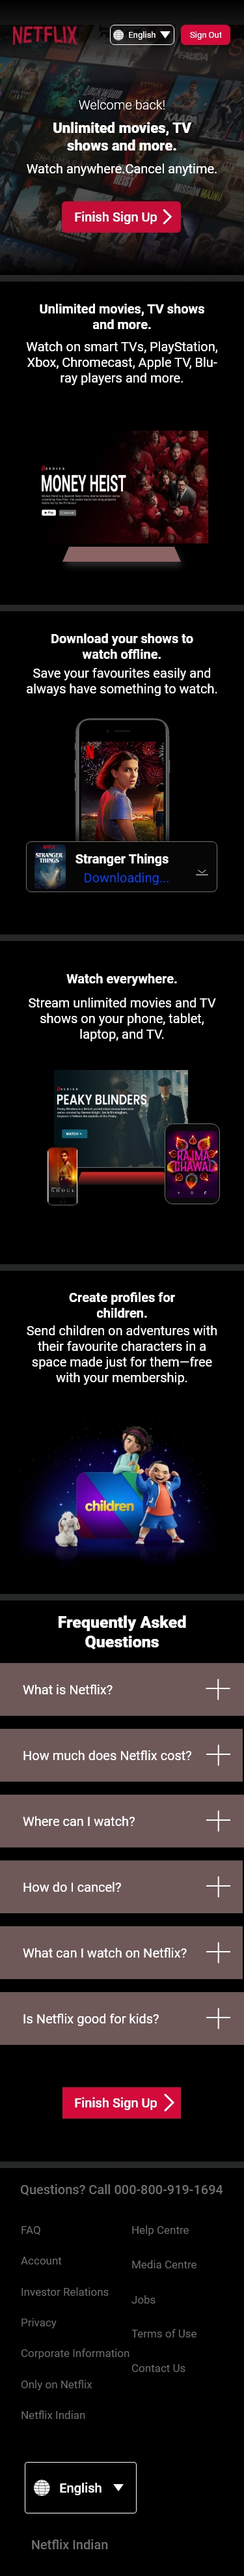 NETFLIX
English
Sign Out
Welcome back!
Unlimited movies, TV
shows and more.
Watch anywhere.Cancel anytime.
Finish Sign Up
Unlimited movies, TV shows
and more.
Watch on smart TVs, PlayStation,
Xbox, Chromecast, Apple TV, Blu-
ray players and more.
SERIES
MONEY HEIST
Download your shows to
watch offline.
Save your favourites easily and
always have something to watch.
N
STRANGER
THINGS
Stranger Things
Downloading...
Watch everywhere.
Stream unlimited movies and TV
shows on your phone, tablet,
laptop, and TV.
SERIES
PEAKY BLINDERS
WATCH
GHOUL
RAJMA
CHAWAL
Create profiles for
children.
Send children on adventures with
their favourite characters in a
space made just for them—free
with your membership.
children
Frequently Asked
Questions
What is Netflix?
How much does Netflix cost?
Where can I watch?
How do I cancel?
What can I watch on Netflix?
Is Netflix good for kids?
Finish Sign Up
Questions? Call 000-800-919-1694
FAQ
Help Centre
Account
Media Centre
Investor Relations
Jobs
Privacy
Terms of Use
Corporate Information
Contact Us
Only on Netflix
Netflix Indian
English
Netflix Indian